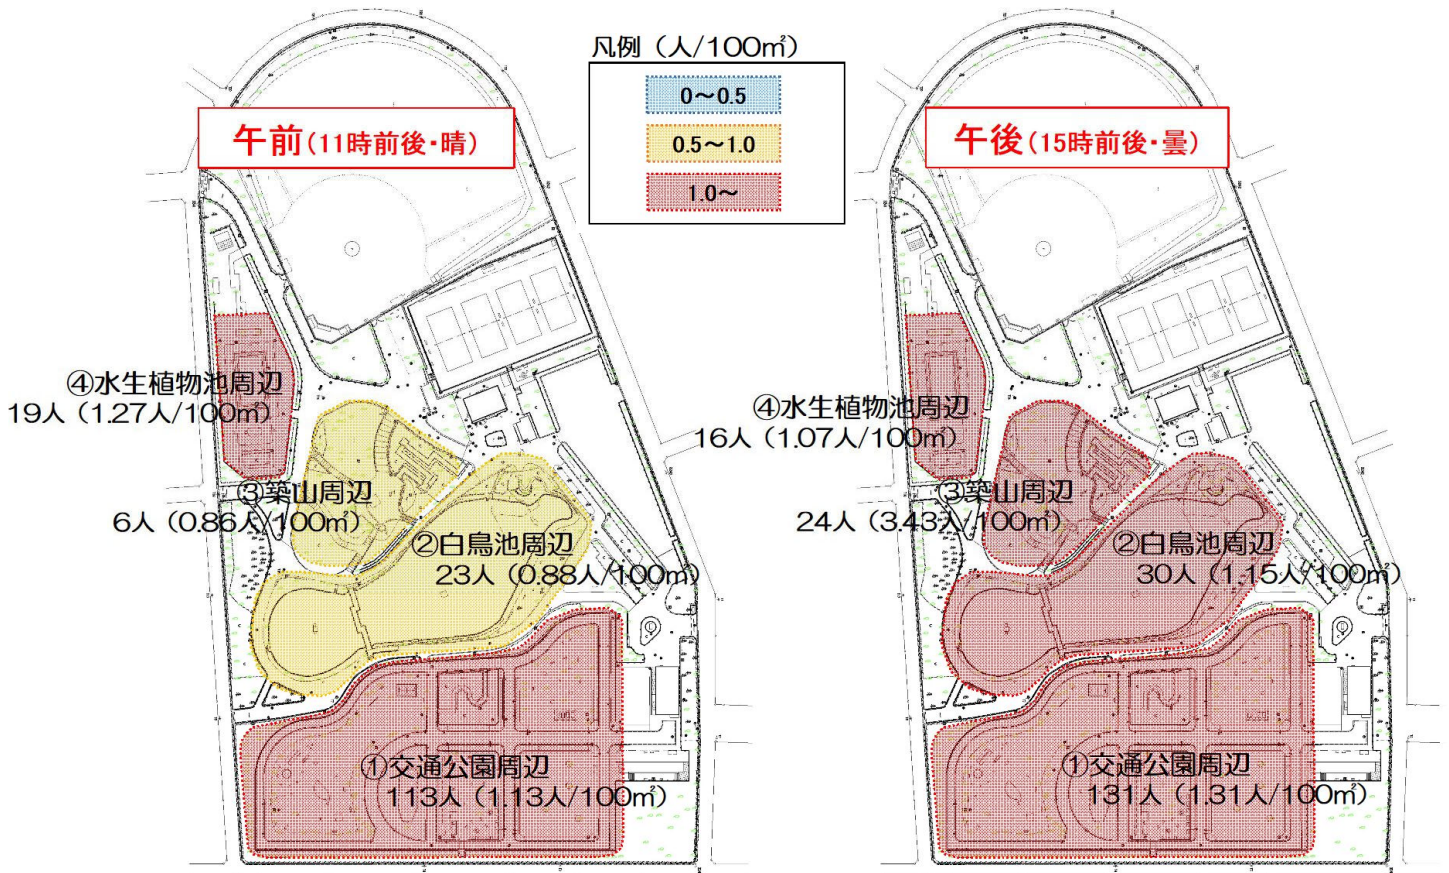 凡例（人/100㎡）
0～0.5
0.5～1.0
1.0～
午前(11時前後・晴)
④水生植物池周辺
19人（1.27人/100㎡）
③築山周辺
6人（0.86人/100㎡）
②白鳥池周辺
23人（0.88人/100㎡）
①交通公園周辺
113人（1.13人/100㎡）
午後(15時前後・曇)
④水生植物池周辺
16人（1.07人/100㎡）
③築山周辺
24人（3.43人/100㎡）
②白鳥池周辺
30人（1.15人/100㎡）
①交通公園周辺
131人（1.31人/100㎡）